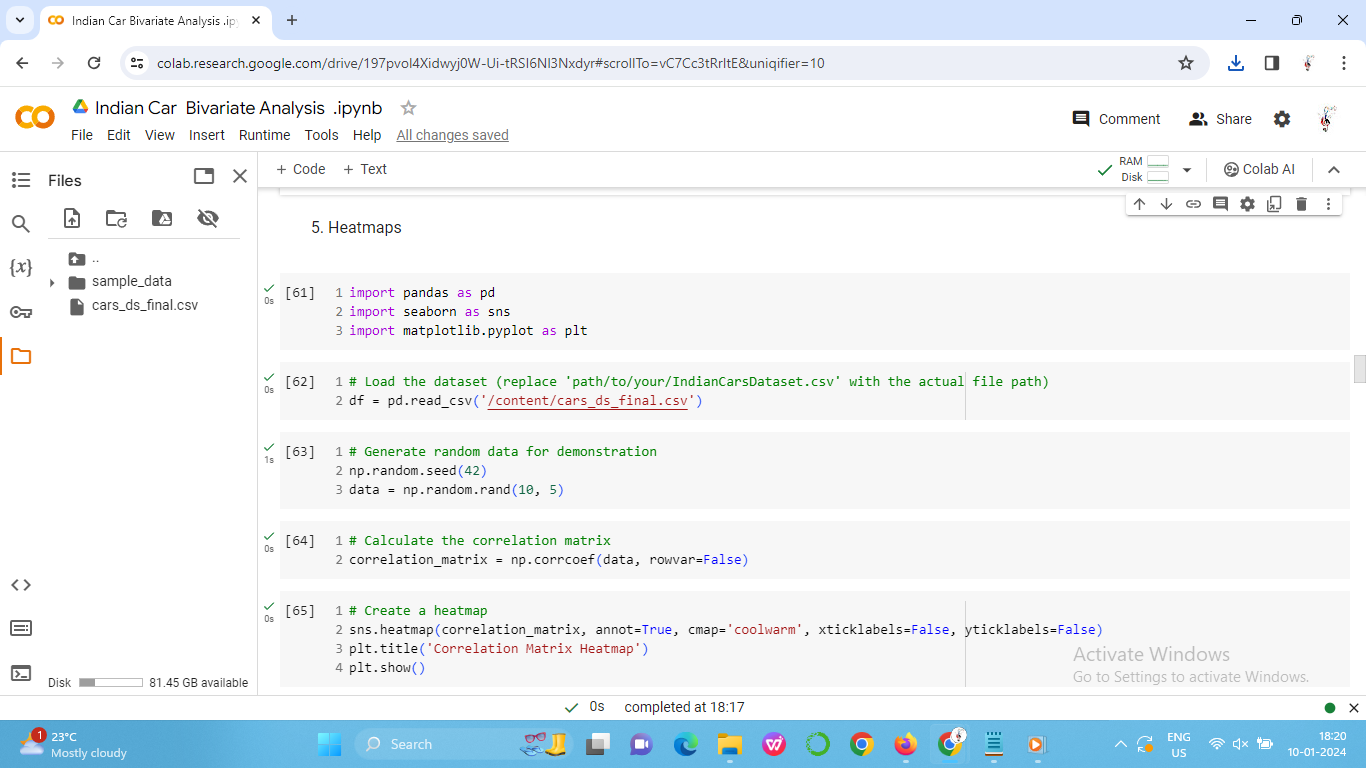 Indian Car Bivariate Analysis .ip
colab.research.google.com/drive/197pvol4Xidwyj0W-Ui-tRSI6NI3Nxdyr#scrollTo=vC7Cc3tRrItE&uniqifier=10
Indian Car  Bivariate Analysis  .ipynb
File Edit View Insert Runtime Tools Help All changes saved
Comment Share
Files
+ Code + Text
RAM
Disk
Colab AI
..
sample_data
cars_ds_final.csv
Disk 81.45 GB available
5. Heatmaps
0s [61] 1 import pandas as pd
2 import seaborn as sns
3 import matplotlib.pyplot as plt
0s [62] 1 # Load the dataset (replace 'path/to/your/IndianCarsDataset.csv' with the actual file path)
2 df = pd.read_csv('/content/cars_ds_final.csv')
1s [63] 1 # Generate random data for demonstration
2 np.random.seed(42)
3 data = np.random.rand(10, 5)
0s [64] 1 # Calculate the correlation matrix
2 correlation_matrix = np.corrcoef(data, rowvar=False)
0s [65] 1 # Create a heatmap
2 sns.heatmap(correlation_matrix, annot=True, cmap='coolwarm', xticklabels=False, yticklabels=False)
3 plt.title('Correlation Matrix Heatmap')
4 plt.show()
Activate Windows
Go to Settings to activate Windows.
0s completed at 18:17
1
23°C
Mostly cloudy
Search
ENG
US
18:20
10-01-2024